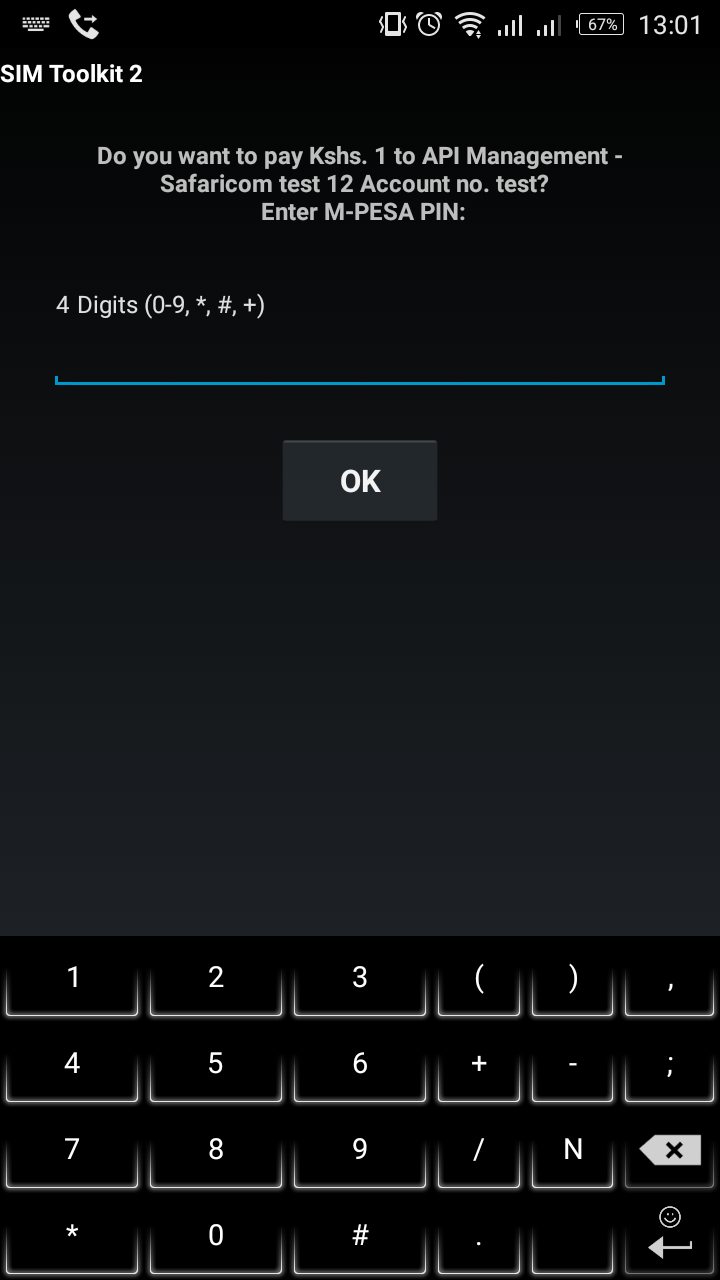 67% 13:01
SIM Toolkit 2
Do you want to pay Kshs. 1 to API Management -
Safaricom test 12 Account no. test?
Enter M-PESA PIN:
4 Digits (0-9, *, #, +)
OK
1 2 3 ( ) ,
4 5 6 + - ;
7 8 9 / N
* 0 # .